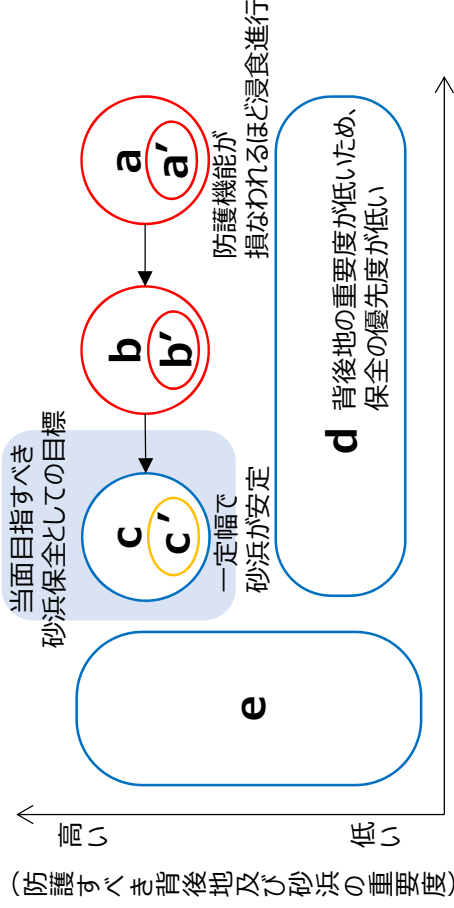 （防護すべき背後地及び砂浜の重要度）
高い
低い
当面目指すべき
砂浜保全としての目標
e
c
c′
b
b′
a
a′
一定幅で
砂浜が安定
防護機能が
損なわれるほど浸食進行
d
背後地の重要度が低いため、
保全の優先度が低い